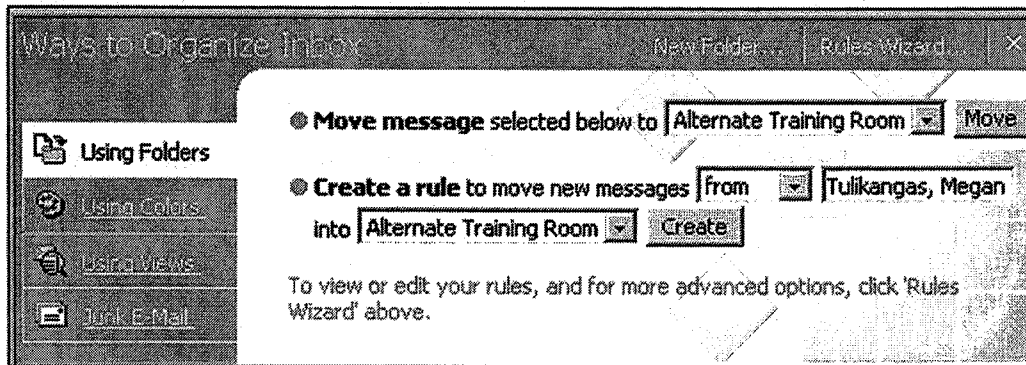 Ways to Organize Inbox New Folder... Rules Wizard... ×
Move message selected below to Alternate Training Room Move
Using Folders
Create a rule to move new messages from Tulikangas, Megan
Using Colors
into Alternate Training Room Create
Using Views
To view or edit your rules, and for more advanced options, click 'Rules
Wizard' above.
Junk E-Mail